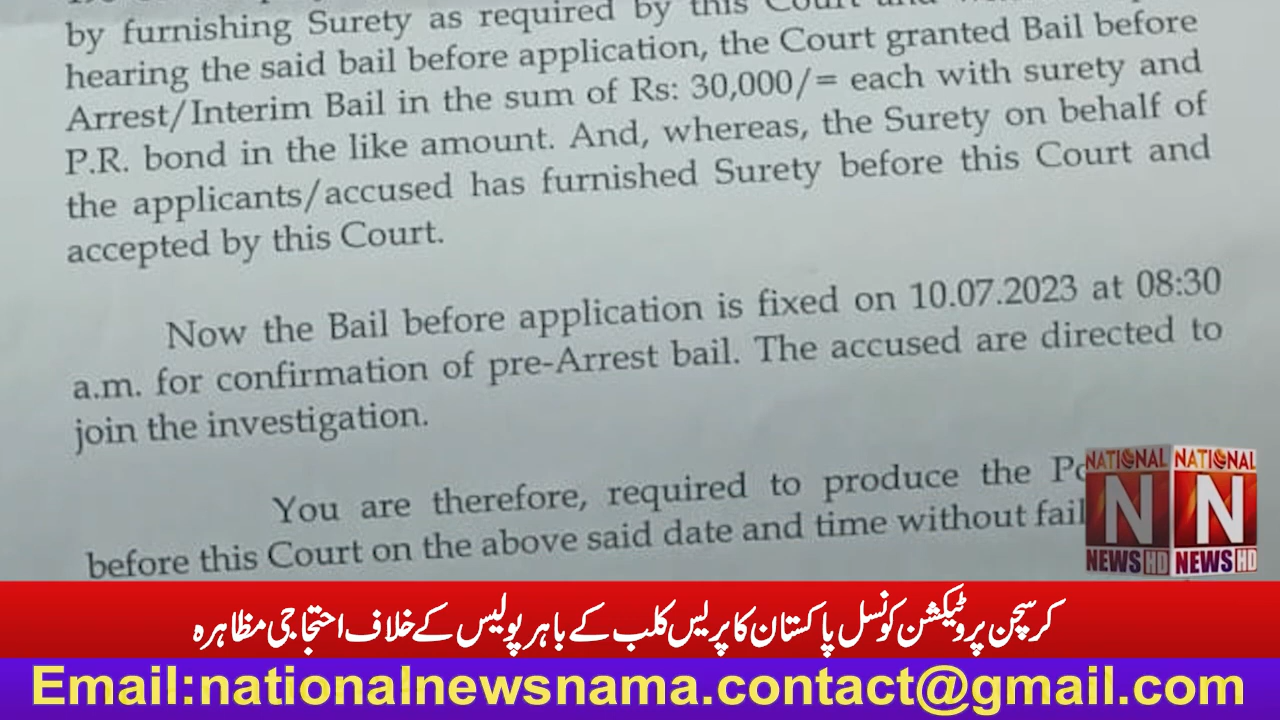 by furnishing Surety as required by this Court and
hearing the said bail before application, the Court granted Bail before
Arrest/Interim Bail in the sum of Rs: 30,000/= each with surety and
P.R. bond in the like amount. And, whereas, the Surety on behalf of
the applicants/accused has furnished Surety before this Court and
accepted by this Court.
Now the Bail before application is fixed on 10.07.2023 at 08:30
a.m. for confirmation of pre-Arrest bail. The accused are directed to
join the investigation.
You are therefore, required to produce the
before this Court on the above said date and time without fail
NATIONAL NATIONAL
N N
NEWS HD NEWS HD
کرسچن پروٹیکشن کونسل پاکستان کا پریس کلب کے باہر پولیس کے خلاف احتجاجی مظاہرہ
Email:nationalnewsnama.contact@gmail.com